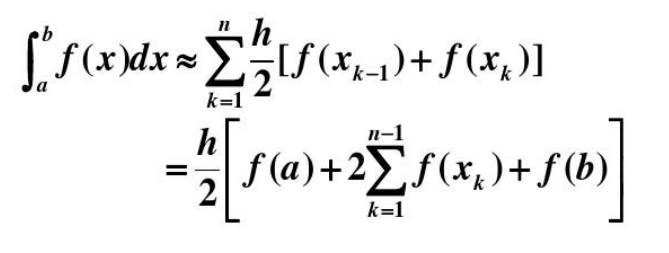 ∫_a^b f(x)dx ≈ ∑_{k=1}^{n} h/2 [f(x_{k-1}) + f(x_k)]
= h/2 [f(a) + 2∑_{k=1}^{n-1} f(x_k) + f(b)]